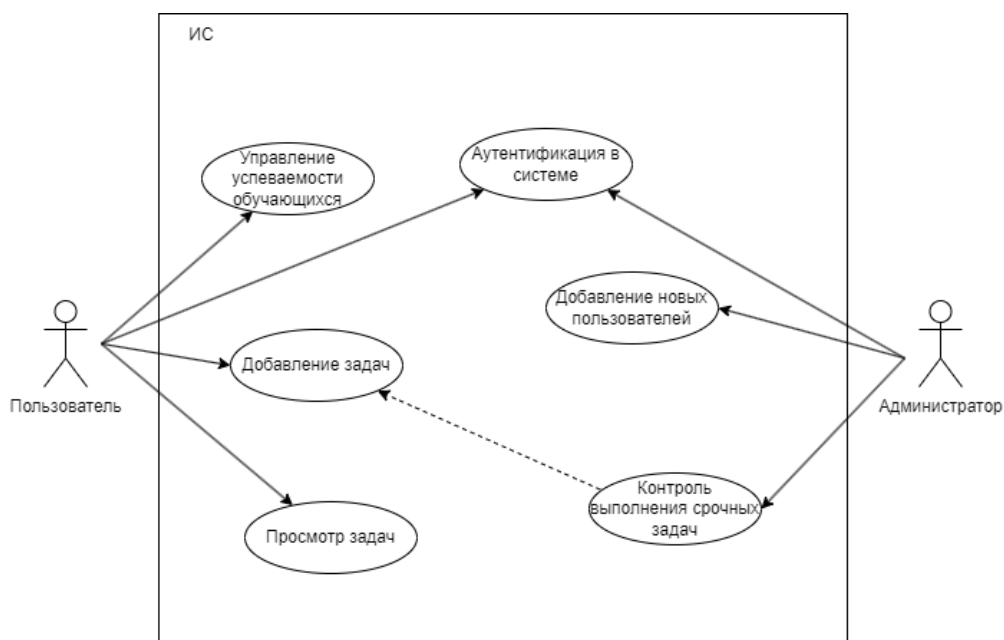 ИС
Управление
успеваемости
обучающихся
Аутентификация в
системе
Добавление новых
пользователей
Добавление задач
Пользователь
Администратор
Контроль
выполнения срочных
задач
Просмотр задач